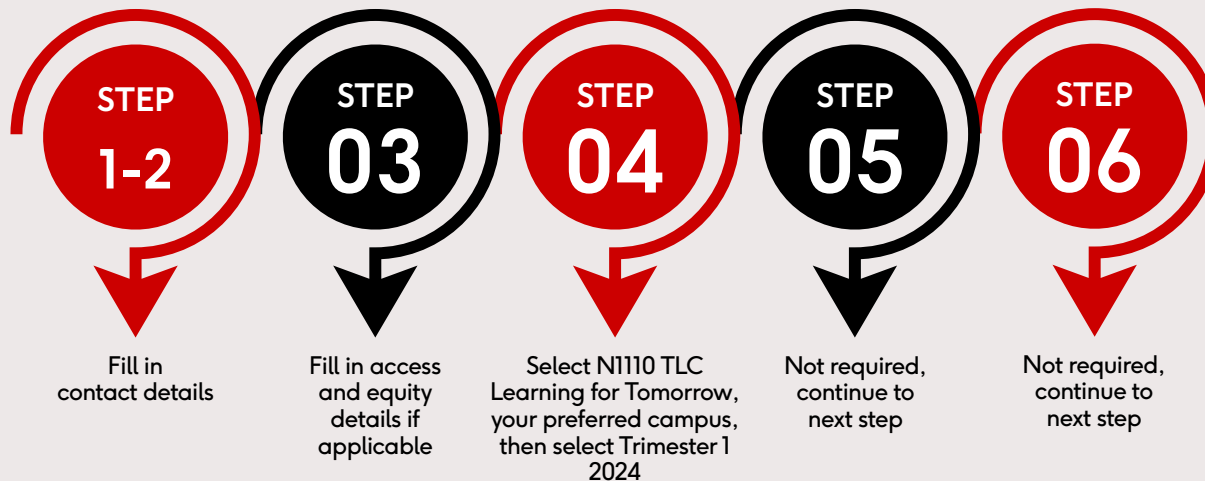 STEP
1-2
Fill in
contact details
STEP
03
Fill in access
and equity
details if
applicable
STEP
04
Select N1110 TLC
Learning for Tomorrow,
your preferred campus,
then select Trimester 1
2024
STEP
05
Not required,
continue to
next step
STEP
06
Not required,
continue to
next step